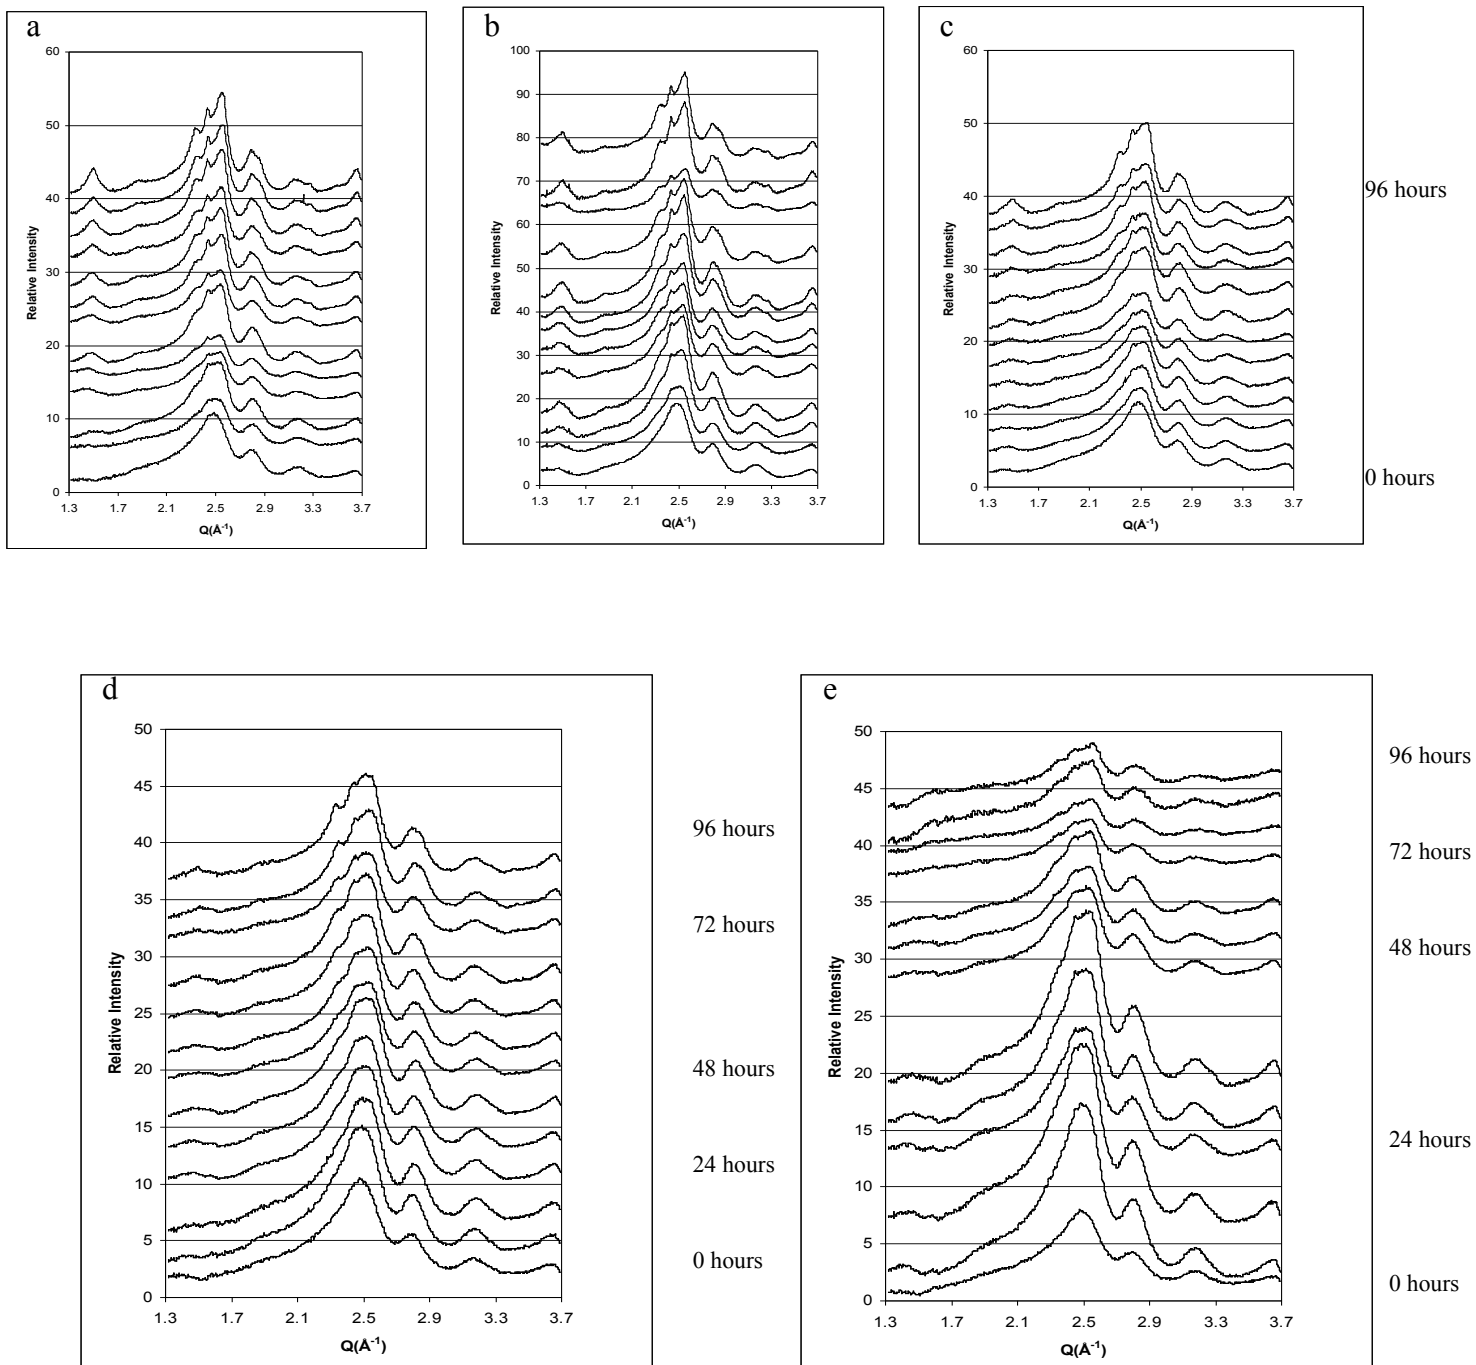 a
60
50
40
30
20
10
0
1.3 1.7 2.1 2.5 2.9 3.3 3.7
Relative Intensity
Q(Å-1)
b
100
90
80
70
60
50
40
30
20
10
0
1.3 1.7 2.1 2.5 2.9 3.3 3.7
Relative Intensity
Q(Å-1)
c
60
50
40
30
20
10
0
1.3 1.7 2.1 2.5 2.9 3.3 3.7
Relative Intensity
Q(Å-1)
96 hours
0 hours
d
50
45
40
35
30
25
20
15
10
5
0
1.3 1.7 2.1 2.5 2.9 3.3 3.7
Relative Intensity
Q(Å-1)
96 hours
72 hours
48 hours
24 hours
0 hours
e
50
45
40
35
30
25
20
15
10
5
0
1.3 1.7 2.1 2.5 2.9 3.3 3.7
Relative Intensity
Q(Å-1)
96 hours
72 hours
48 hours
24 hours
0 hours